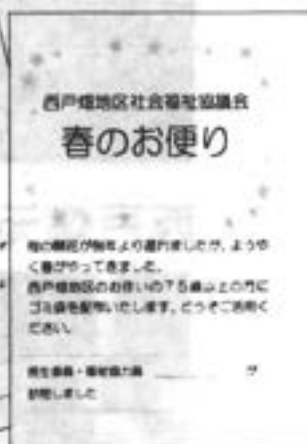 西戸畑地区社会福祉協議会
春のお便り
桜の開花が例年より遅れましたが、ようや
く春がやってきました。
西戸畑地区のお住いの75歳以上の方に
ゴミ袋を配布いたします。どうぞご活用く
ださい。
民生委員・福祉協力員 が
訪問しました